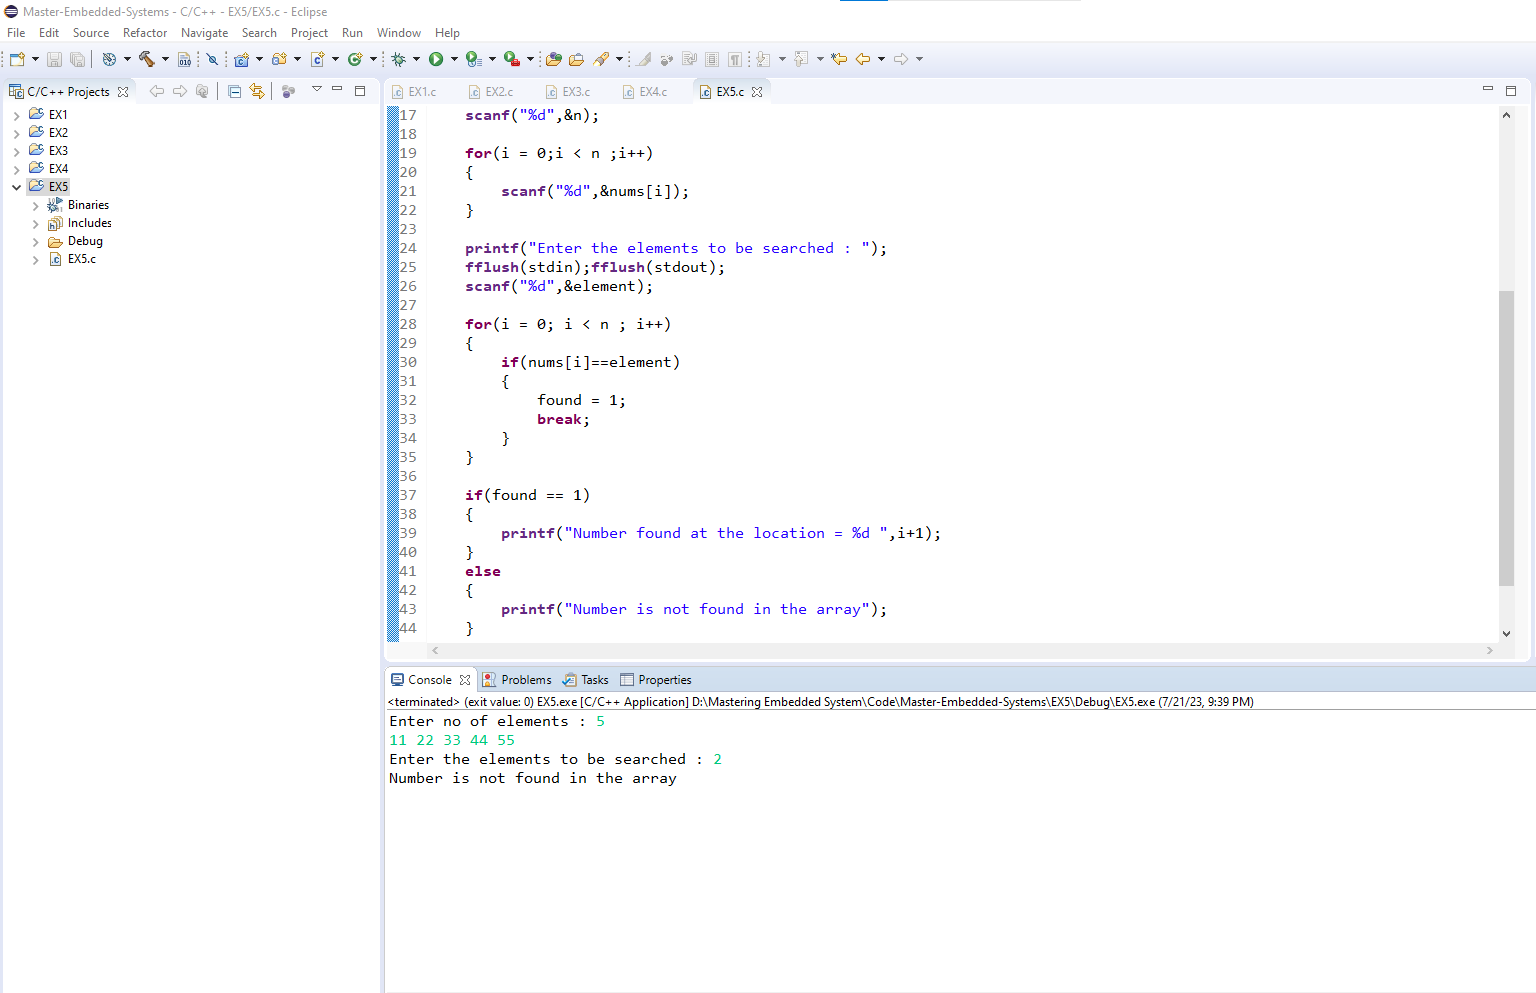 Master-Embedded-Systems - C/C++ - EX5/EX5.c - Eclipse
File Edit Source Refactor Navigate Search Project Run Window Help
C/C++ Projects
EX1
EX2
EX3
EX4
EX5
Binaries
Includes
Debug
EX5.c
EX1.c EX2.c EX3.c EX4.c EX5.c
17 scanf("%d",&n);
18
19 for(i = 0;i < n ;i++)
20 {
21 scanf("%d",&nums[i]);
22 }
23
24 printf("Enter the elements to be searched : ");
25 fflush(stdin);fflush(stdout);
26 scanf("%d",&element);
27
28 for(i = 0; i < n ; i++)
29 {
30 if(nums[i]==element)
31 {
32 found = 1;
33 break;
34 }
35 }
36
37 if(found == 1)
38 {
39 printf("Number found at the location = %d ",i+1);
40 }
41 else
42 {
43 printf("Number is not found in the array");
44 }
Console Problems Tasks Properties
<terminated> (exit value: 0) EX5.exe [C/C++ Application] D:\Mastering Embedded System\Code\Master-Embedded-Systems\EX5\Debug\EX5.exe (7/21/23, 9:39 PM)
Enter no of elements : 5
11 22 33 44 55
Enter the elements to be searched : 2
Number is not found in the array